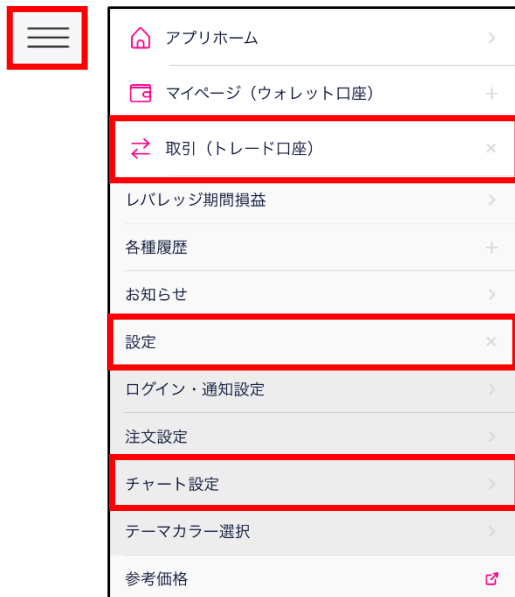 アプリホーム
マイページ（ウォレット口座）
取引（トレード口座）
レバレッジ期間損益
各種履歴
お知らせ
設定
ログイン・通知設定
注文設定
チャート設定
テーマカラー選択
参考価格